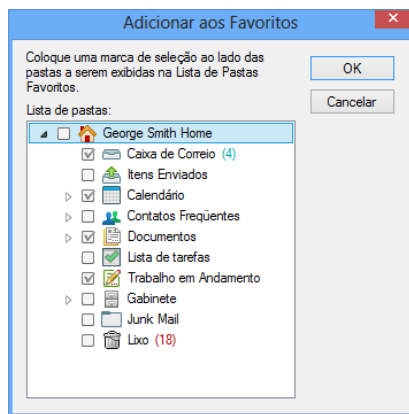 Adicionar aos Favoritos
Coloque uma marca de seleção ao lado das
pastas a serem exibidas na Lista de Pastas
Favoritos.
OK
Cancelar
Lista de pastas:
George Smith Home
Caixa de Correio (4)
Itens Enviados
Calendário
Contatos Freqüentes
Documentos
Lista de tarefas
Trabalho em Andamento
Gabinete
Junk Mail
Lixo (18)